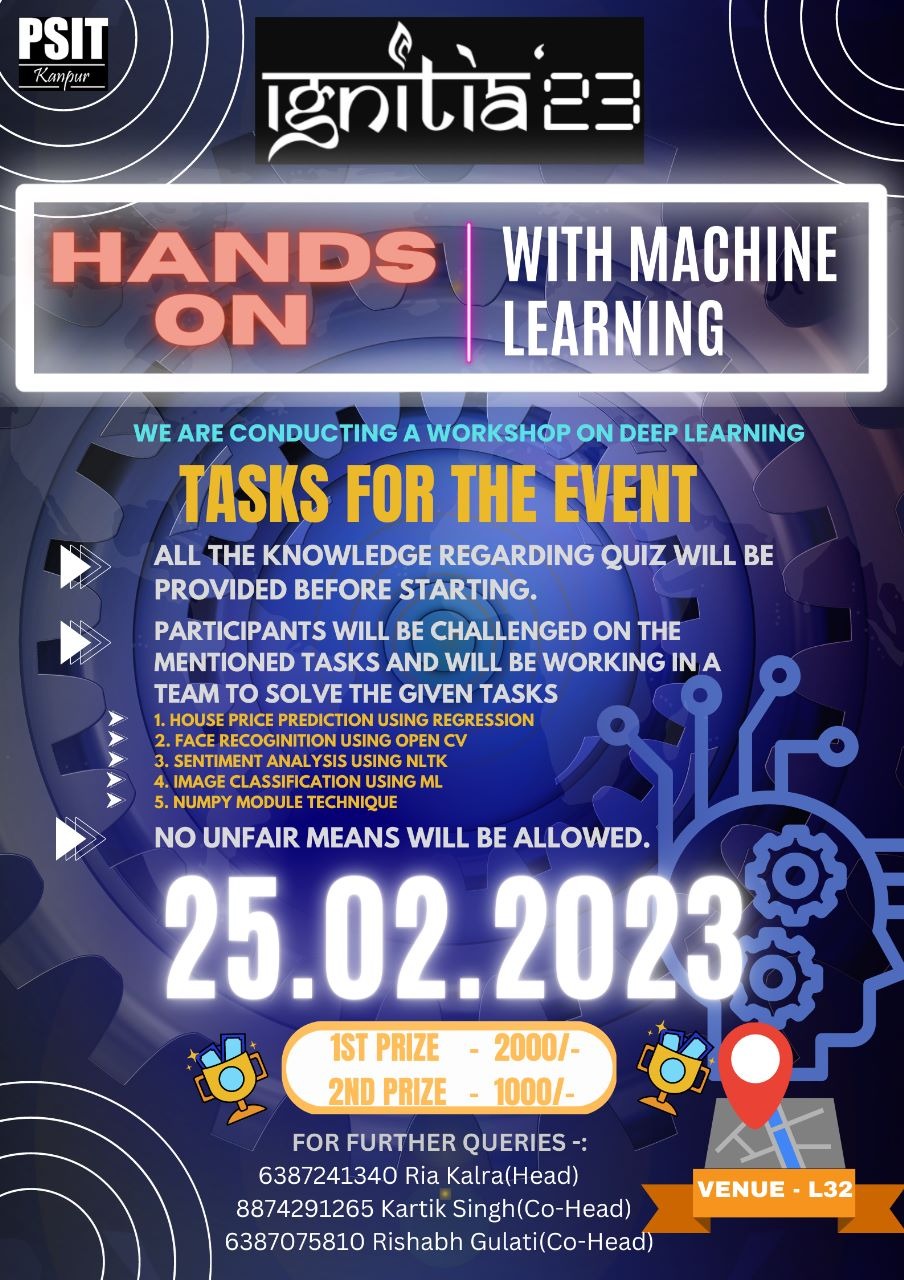 PSIT
Kanpur
ignitia'23
HANDS
ON
WITH MACHINE
LEARNING
WE ARE CONDUCTING A WORKSHOP ON DEEP LEARNING
TASKS FOR THE EVENT
ALL THE KNOWLEDGE REGARDING QUIZ WILL BE
PROVIDED BEFORE STARTING.
PARTICIPANTS WILL BE CHALLENGED ON THE
MENTIONED TASKS AND WILL BE WORKING IN A
TEAM TO SOLVE THE GIVEN TASKS
1. HOUSE PRICE PREDICTION USING REGRESSION
2. FACE RECOGINITION USING OPEN CV
3. SENTIMENT ANALYSIS USING NLTK
4. IMAGE CLASSIFICATION USING ML
5. NUMPY MODULE TECHNIQUE
NO UNFAIR MEANS WILL BE ALLOWED.
25.02.2023
1ST PRIZE - 2000/-
2ND PRIZE - 1000/-
FOR FURTHER QUERIES -:
6387241340 Ria Kalra(Head)
8874291265 Kartik Singh(Co-Head)
6387075810 Rishabh Gulati(Co-Head)
VENUE - L32